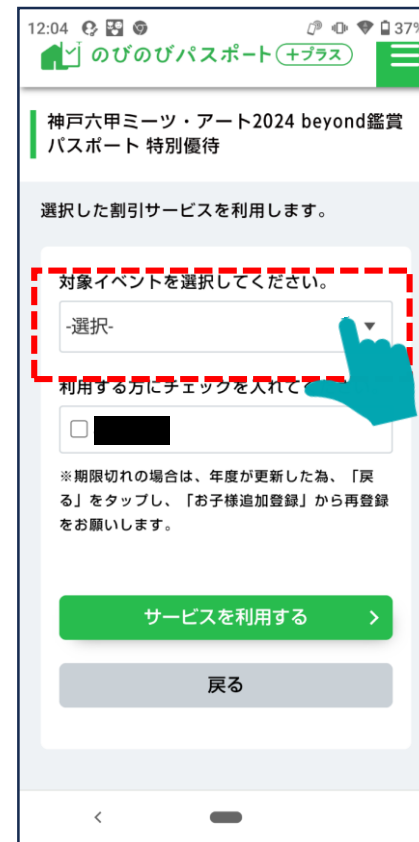 12:04 37%
のびのびパスポート +プラス
神戸六甲ミーツ・アート2024 beyond鑑賞
パスポート 特別優待
選択した割引サービスを利用します。
対象イベントを選択してください。
-選択-
利用する方にチェックを入れて
※期限切れの場合は、年度が更新した為、「戻
る」をタップし、「お子様追加登録」から再登録
をお願いします。
サービスを利用する
戻る